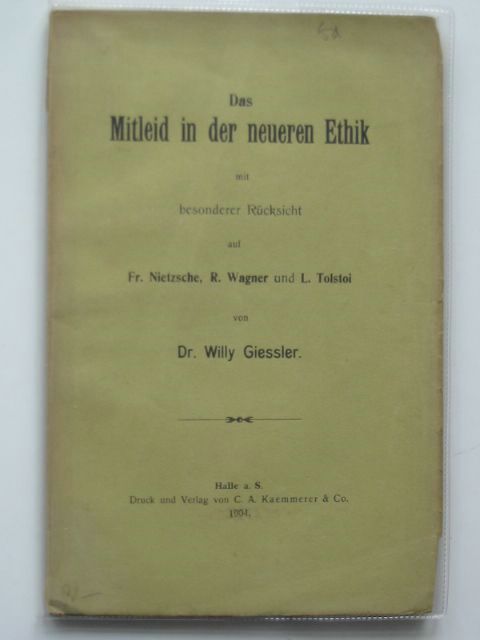 Das
Mitleid in der neueren Ethik
mit
besonderer Rücksicht
auf
Fr. Nietzsche, R. Wagner und L. Tolstoi
von
Dr. Willy Giessler.
Halle a. S.
Druck und Verlag von C. A. Kaemmerer & Co.
1904.